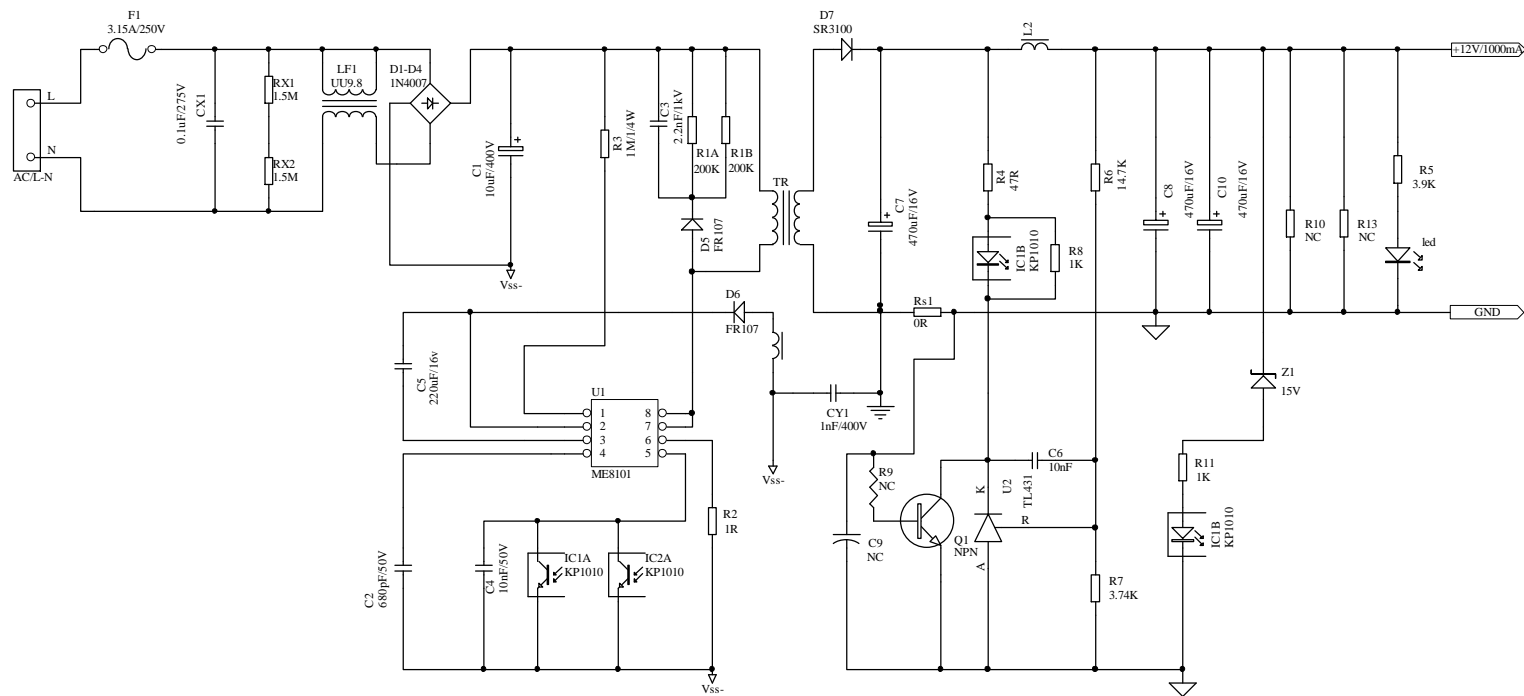 F1
3.15A/250V
L
N
AC/L-N
CX1
0.1uF/275V
RX1
1.5M
RX2
1.5M
LF1
UU9.8
D1-D4
1N4007
C1
10uF/400V
+
Vss-
R3
1M/1/4W
C3
2.2nF/1kV
R1A
200K
R1B
200K
D5
FR107
TR
D7
SR3100
C7
470uF/16V
+
L2
R4
47R
IC1B
KP1010
R8
1K
R6
14.7K
C8
470uF/16V
+
C10
470uF/16V
+
R10
NC
R13
NC
R5
3.9K
led
+12V/1000mA
GND
Rs1
0R
D6
FR107
C5
220uF/16v
U1
1
2
3
4
8
7
6
5
ME8101
CY1
1nF/400V
Vss-
C2
680pF/50V
C4
10nF/50V
IC1A
KP1010
IC2A
KP1010
R2
1R
Vss-
R9
NC
C9
NC
Q1
NPN
K
A
R
U2
TL431
C6
10nF
R7
3.74K
Z1
15V
R11
1K
IC1B
KP1010